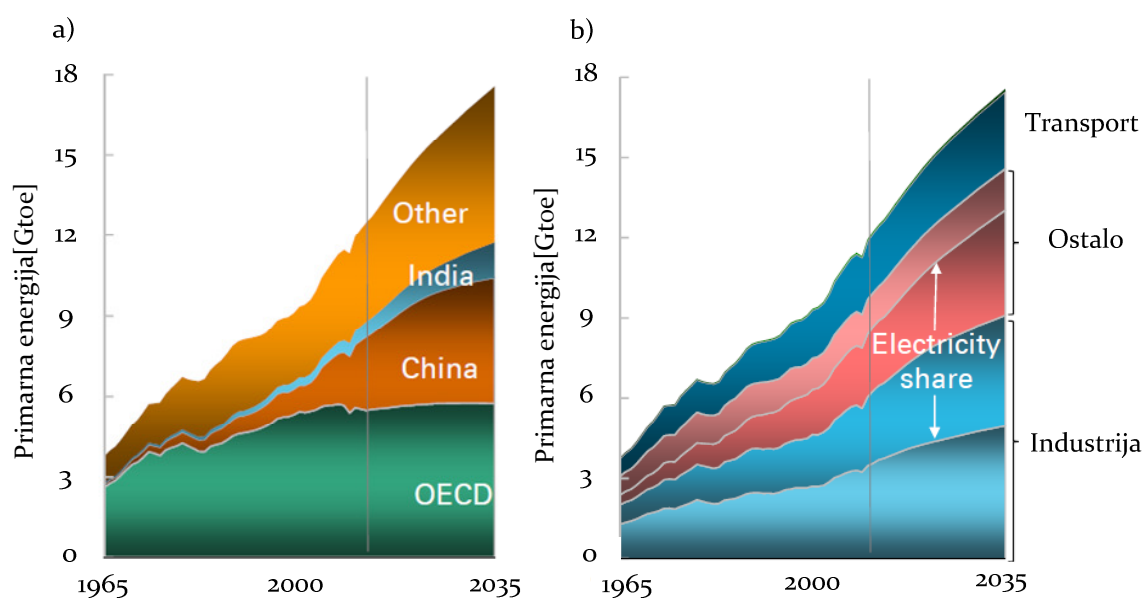 a)
Primarna energija[Gtoe]
18
15
12
9
6
3
0
1965
2000
2035
Other
India
China
OECD
b)
Primarna energija[Gtoe]
18
15
12
9
6
3
0
1965
2000
2035
Electricity
share
Transport
Ostalo
Industrija